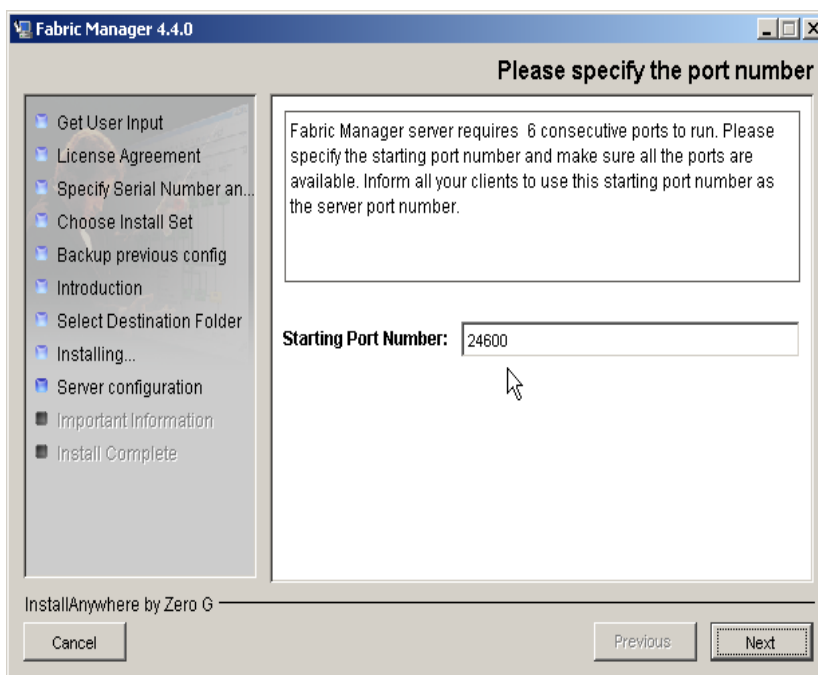 Fabric Manager 4.4.0
Please specify the port number
Get User Input
License Agreement
Specify Serial Number an...
Choose Install Set
Backup previous config
Introduction
Select Destination Folder
Installing...
Server configuration
Important Information
Install Complete
Fabric Manager server requires 6 consecutive ports to run. Please
specify the starting port number and make sure all the ports are
available. Inform all your clients to use this starting port number as
the server port number.
Starting Port Number: 24600
InstallAnywhere by Zero G
Cancel
Previous
Next